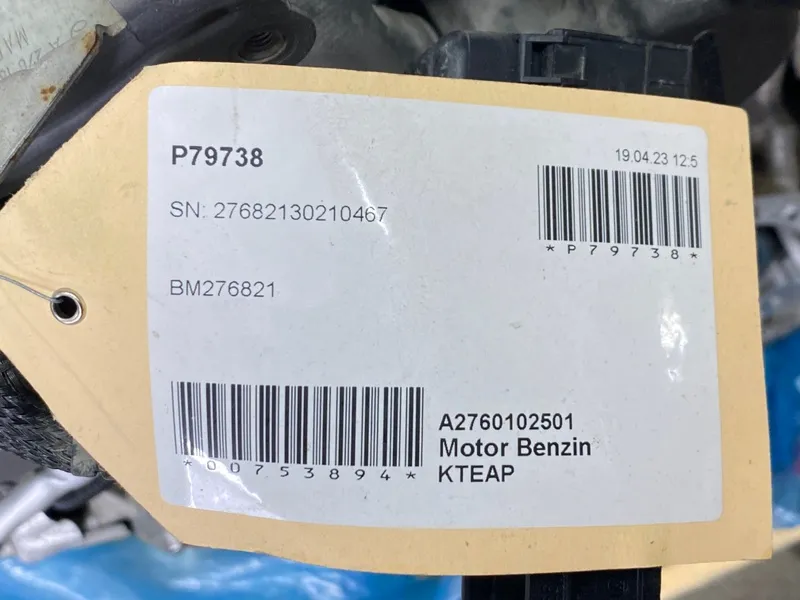 P79738
19.04.23 12:5
SN: 27682130210467
*P79738*
BM276821
A2760102501
Motor Benzin
KTEAP
*00753894*